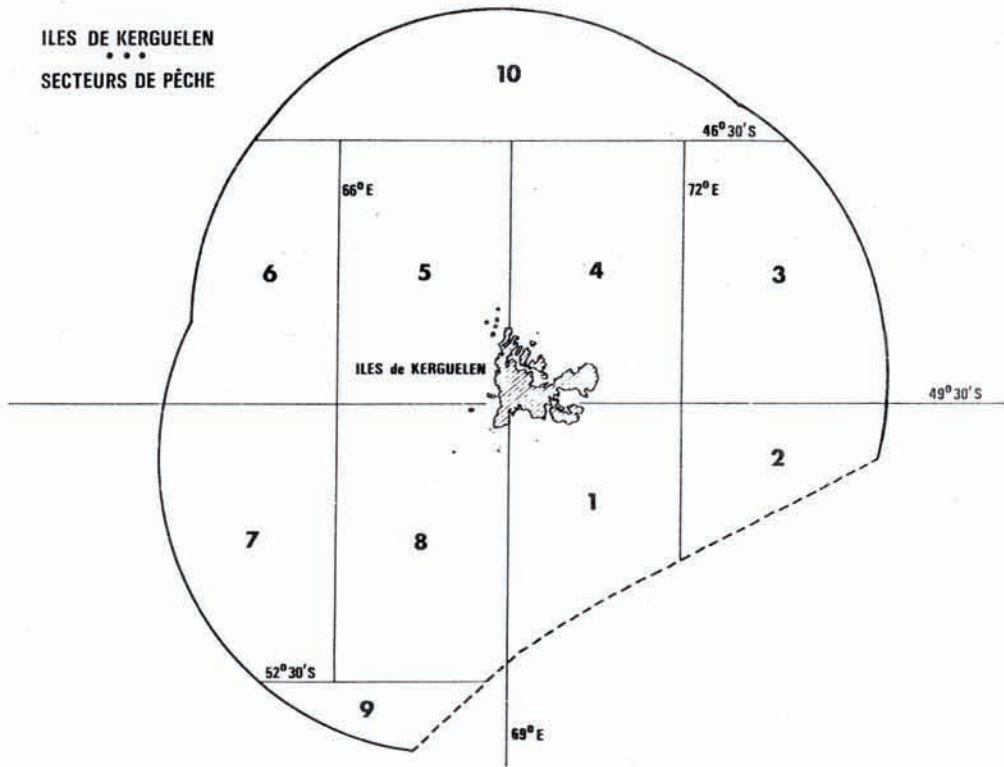 ILES DE KERGUELEN
• • •
SECTEURS DE PÊCHE
10
46°30'S
66°E
72°E
6
5
4
3
ILES de KERGUELEN
49°30'S
2
1
7
8
52°30'S
9
69°E